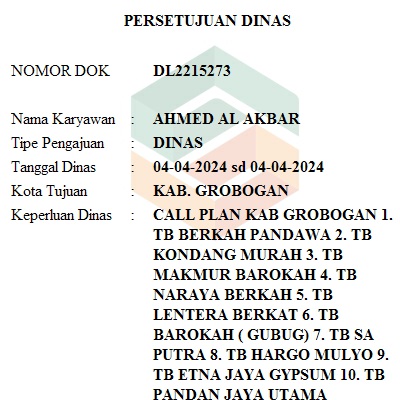 PERSETUJUAN DINAS
NOMOR DOK DL2215273
Nama Karyawan : AHMED AL AKBAR
Tipe Pengajuan : DINAS
Tanggal Dinas : 04-04-2024 sd 04-04-2024
Kota Tujuan : KAB. GROBOGAN
Keperluan Dinas : CALL PLAN KAB GROBOGAN 1.
TB BERKAH PANDAWA 2. TB
KONDANG MURAH 3. TB
MAKMUR BAROKAH 4. TB
NARAYA BERKAH 5. TB
LENTERA BERKAT 6. TB
BAROKAH ( GUBUG) 7. TB SA
PUTRA 8. TB HARGO MULYO 9.
TB ETNA JAYA GYPSUM 10. TB
PANDAN JAYA UTAMA